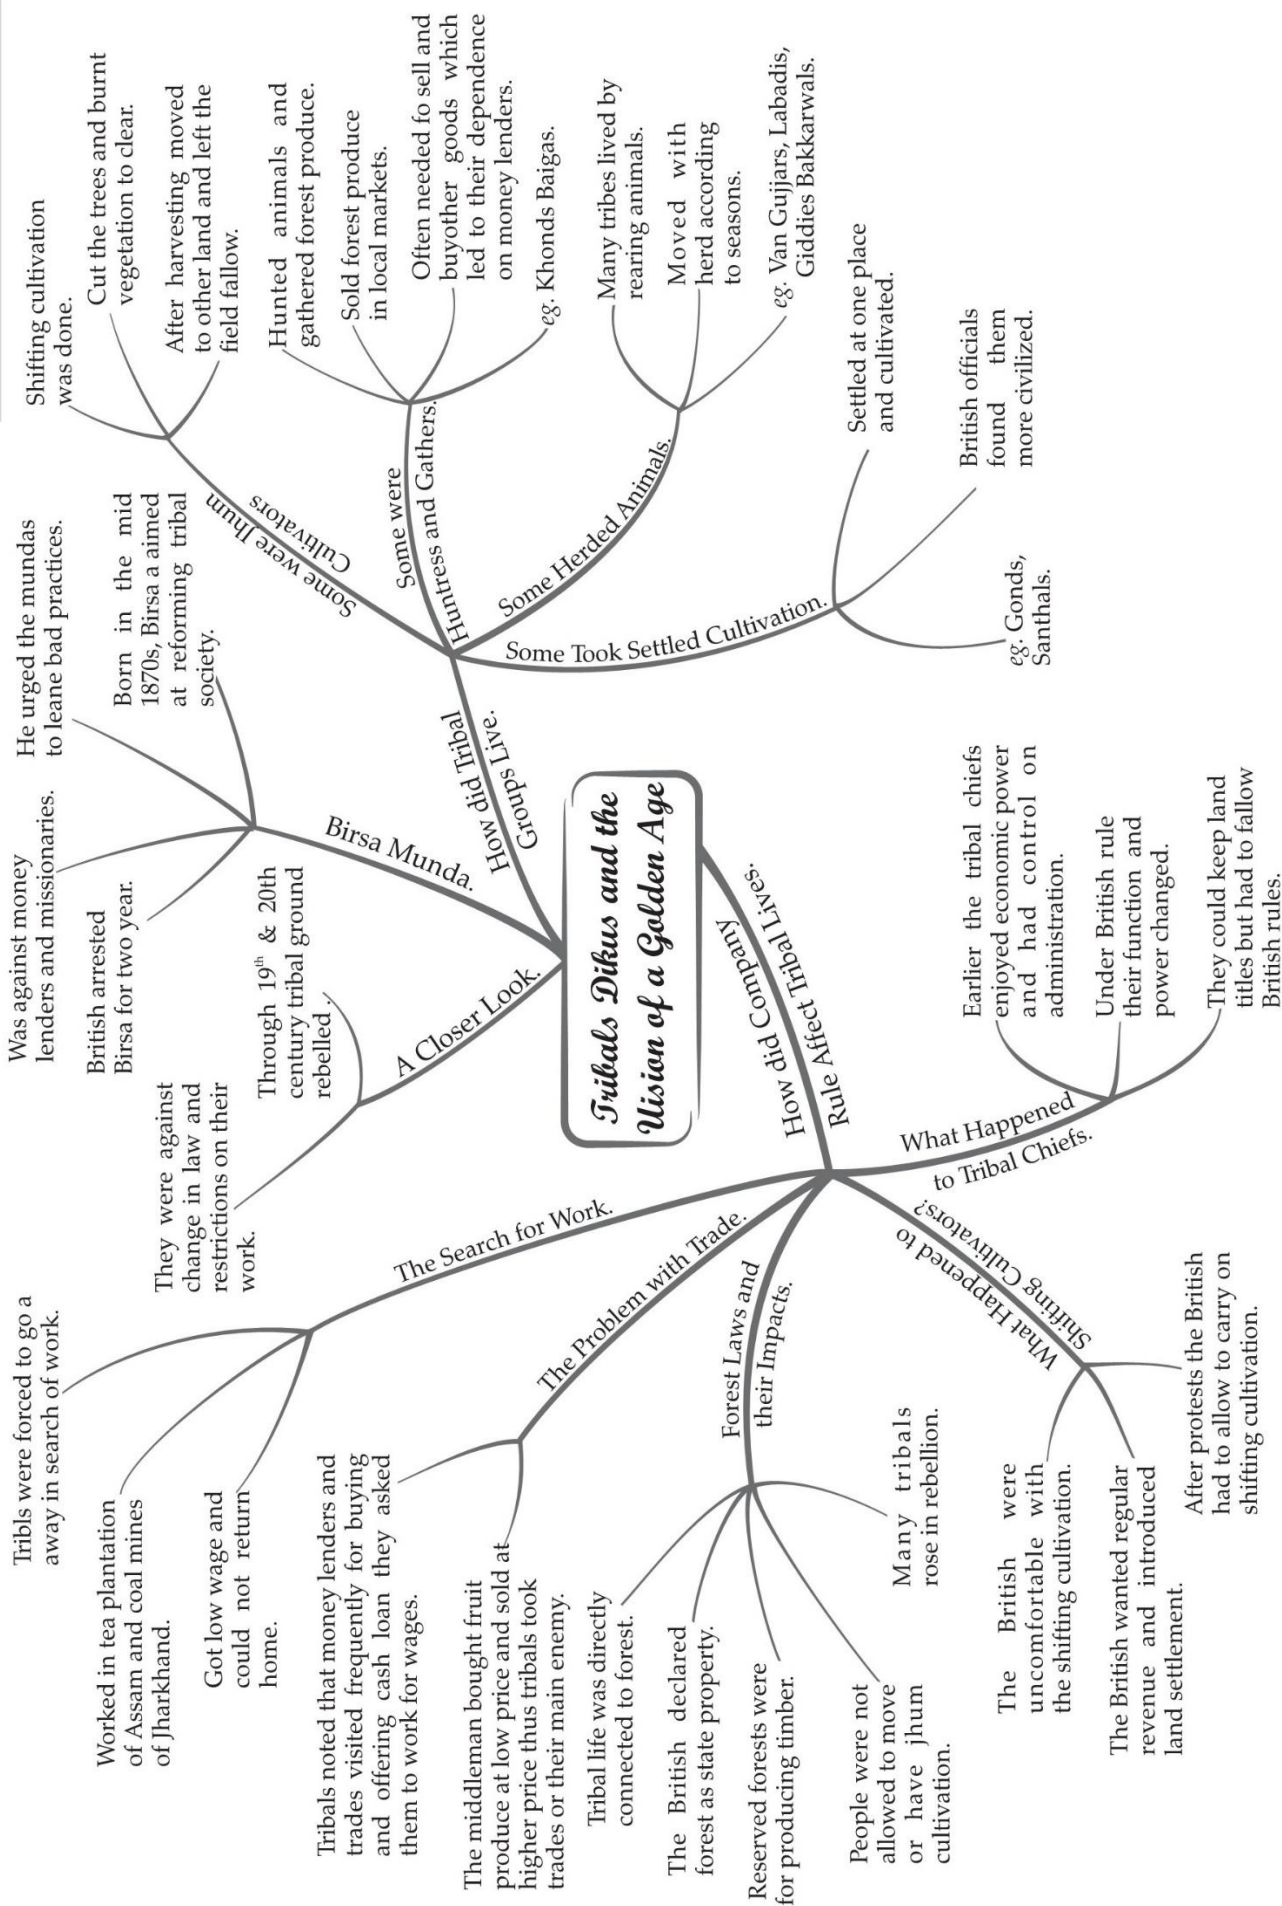 Tribals Dikus and the
Vision of a Golden Age
How did Tribal
Groups Live.
Some were Jhum
Cultivators
Shifting cultivation
was done.
Cut the trees and burnt
vegetation to clear.
After harvesting moved
to other land and left the
field fallow.
Some were
Huntress and Gathers.
Hunted animals and
gathered forest produce.
Sold forest produce
in local markets.
Often needed fo sell and
buyother goods which
led to their dependence
on money lenders.
eg. Khonds Baigas.
Some Herded Animals.
Many tribes lived by
rearing animals.
Moved with
herd according
to seasons.
eg. Van Gujjars, Labadis,
Giddies Bakkarwals.
Some Took Settled Cultivation.
Settled at one place
and cultivated.
British officials
found them
more civilized.
eg. Gonds,
Santhals.
Birsa Munda.
Born in the mid
1870s, Birsa a aimed
at reforming tribal
society.
He urged the mundas
to leane bad practices.
Was against money
lenders and missionaries.
British arrested
Birsa for two year.
A Closer Look.
Through 19th & 20th
century tribal ground
rebelled .
They were against
change in law and
restrictions on their
work.
How did Company
Rule Affect Tribal Lives.
The Search for Work.
Tribls were forced to go a
away in search of work.
Worked in tea plantation
of Assam and coal mines
of Jharkhand.
Got low wage and
could not return
home.
The Problem with Trade.
Tribals noted that money lenders and
trades visited frequently for buying
and offering cash loan they asked
them to work for wages.
The middleman bought fruit
produce at low price and sold at
higher price thus tribals took
trades or their main enemy.
Forest Laws and
their Impacts.
Tribal life was directly
connected to forest.
The British declared
forest as state property.
Reserved forests were
for producing timber.
People were not
allowed to move
or have jhum
cultivation.
Many tribals
rose in rebellion.
What Happened to
Shifting Cultivators?
The British were
uncomfortable with
the shifting cultivation.
The British wanted regular
revenue and introduced
land settlement.
After protests the British
had to allow to carry on
shifting cultivation.
What Happened
to Tribal Chiefs.
Earlier the tribal chiefs
enjoyed economic power
and had control on
administration.
Under British rule
their function and
power changed.
They could keep land
titles but had to fallow
British rules.